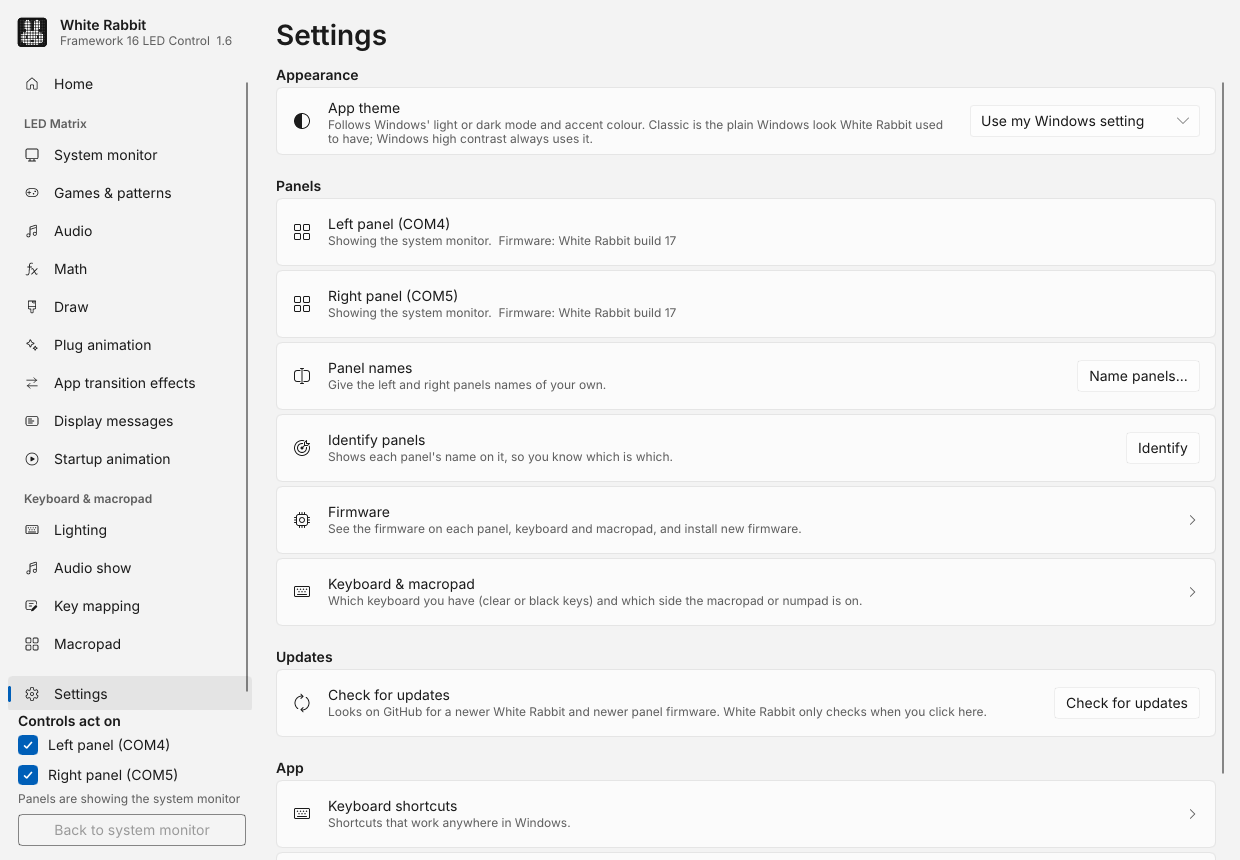 White Rabbit
Framework 16 LED Control 1.6
Home
LED Matrix
System monitor
Games & patterns
Audio
Math
Draw
Plug animation
App transition effects
Display messages
Startup animation
Keyboard & macropad
Lighting
Audio show
Key mapping
Macropad
Settings
Controls act on
Left panel (COM4)
Right panel (COM5)
Panels are showing the system monitor
Back to system monitor
Settings
Appearance
App theme
Follows Windows' light or dark mode and accent colour. Classic is the plain Windows look White Rabbit used
to have; Windows high contrast always uses it.
Use my Windows setting
Panels
Left panel (COM4)
Showing the system monitor. Firmware: White Rabbit build 17
Right panel (COM5)
Showing the system monitor. Firmware: White Rabbit build 17
Panel names
Give the left and right panels names of your own.
Name panels...
Identify panels
Shows each panel's name on it, so you know which is which.
Identify
Firmware
See the firmware on each panel, keyboard and macropad, and install new firmware.
Keyboard & macropad
Which keyboard you have (clear or black keys) and which side the macropad or numpad is on.
Updates
Check for updates
Looks on GitHub for a newer White Rabbit and newer panel firmware. White Rabbit only checks when you click here.
Check for updates
App
Keyboard shortcuts
Shortcuts that work anywhere in Windows.